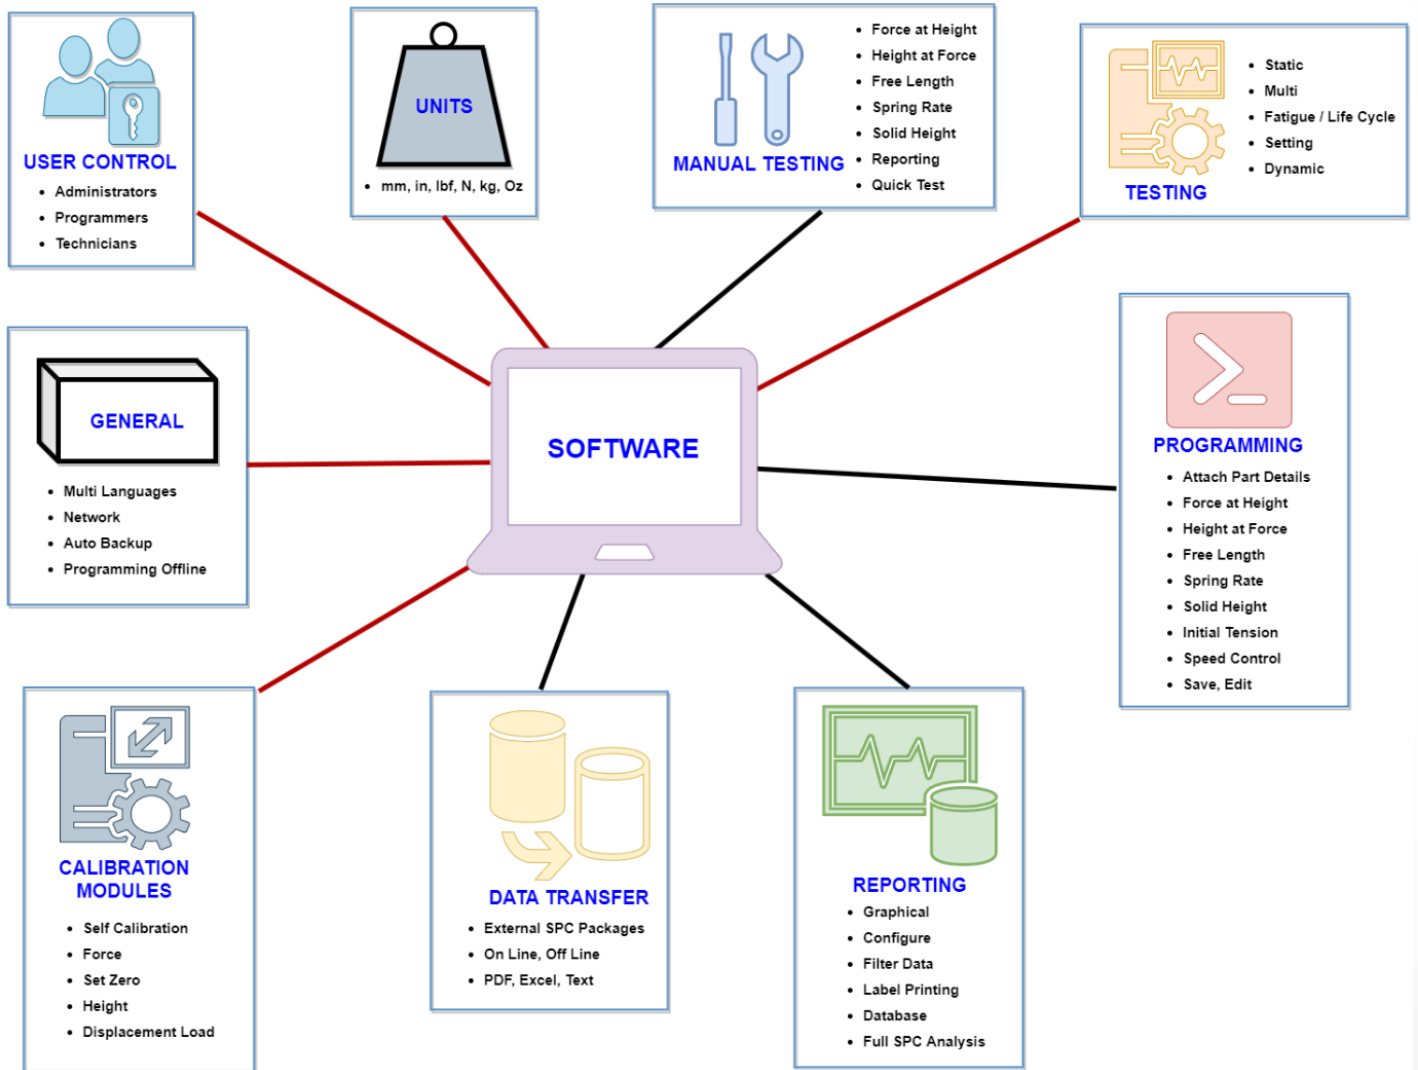 USER CONTROL
Administrators
Programmers
Technicians
UNITS
mm, in, lbf, N, kg, Oz
MANUAL TESTING
Force at Height
Height at Force
Free Length
Spring Rate
Solid Height
Reporting
Quick Test
TESTING
Static
Multi
Fatigue / Life Cycle
Setting
Dynamic
GENERAL
Multi Languages
Network
Auto Backup
Programming Offline
SOFTWARE
PROGRAMMING
Attach Part Details
Force at Height
Height at Force
Free Length
Spring Rate
Solid Height
Initial Tension
Speed Control
Save, Edit
CALIBRATION
MODULES
Self Calibration
Force
Set Zero
Height
Displacement Load
DATA TRANSFER
External SPC Packages
On Line, Off Line
PDF, Excel, Text
REPORTING
Graphical
Configure
Filter Data
Label Printing
Database
Full SPC Analysis